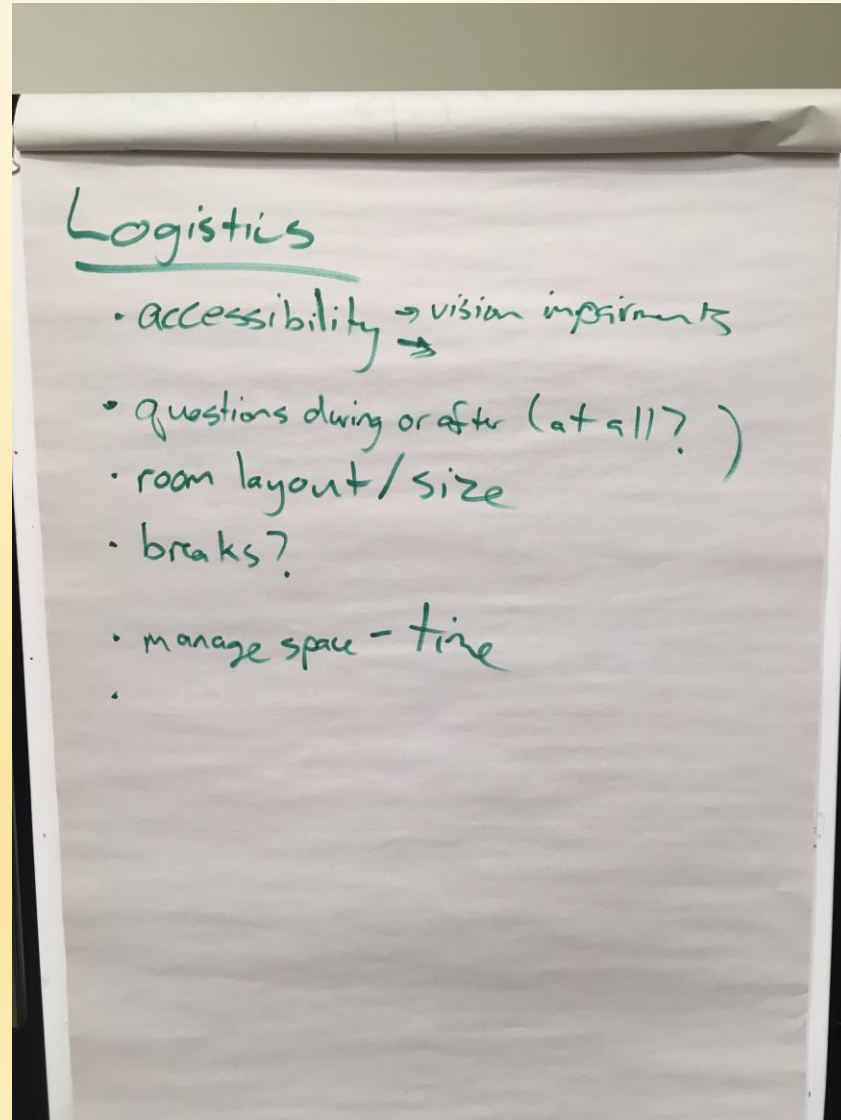 Logistics
· accessibility → vision impairments
→
· questions during or after (at all?)
· room layout/size
· breaks?
· manage space - time
·